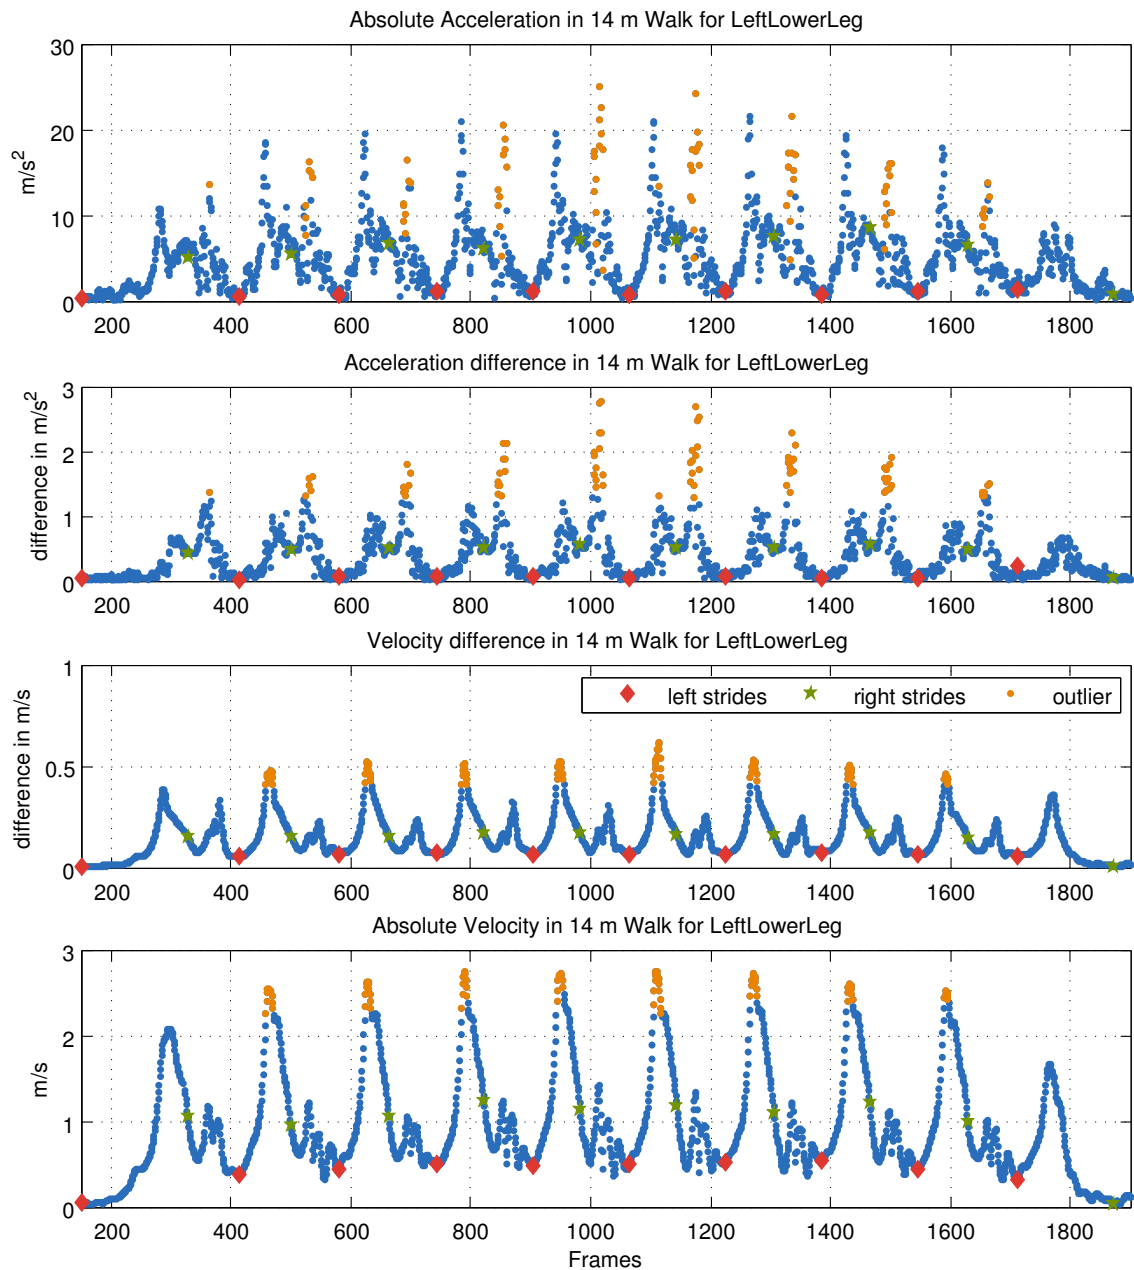 Absolute Acceleration in 14 m Walk for LeftLowerLeg
30
20
10
0
m/s²
200 400 600 800 1000 1200 1400 1600 1800
Acceleration difference in 14 m Walk for LeftLowerLeg
3
2
1
0
difference in m/s²
200 400 600 800 1000 1200 1400 1600 1800
Velocity difference in 14 m Walk for LeftLowerLeg
1
0.5
0
difference in m/s
left strides right strides outlier
200 400 600 800 1000 1200 1400 1600 1800
Absolute Velocity in 14 m Walk for LeftLowerLeg
3
2
1
0
m/s
200 400 600 800 1000 1200 1400 1600 1800
Frames